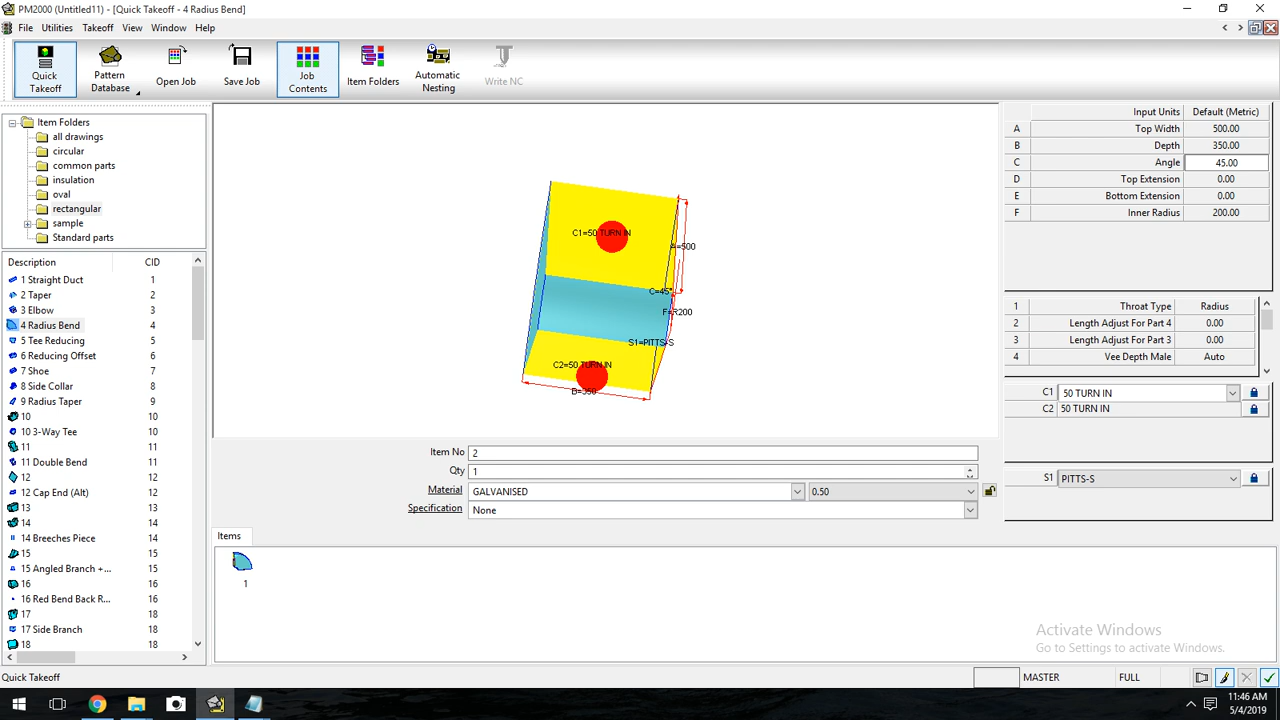 PM2000 (Untitled11) - [Quick Takeoff - 4 Radius Bend]
File Utilities Takeoff View Window Help
Quick Takeoff
Pattern Database
Open Job
Save Job
Job Contents
Item Folders
Automatic Nesting
Write NC
Item Folders
all drawings
circular
common parts
insulation
oval
rectangular
sample
Standard parts
Description CID
1 Straight Duct 1
2 Taper 2
3 Elbow 3
4 Radius Bend 4
5 Tee Reducing 5
6 Reducing Offset 6
7 Shoe 7
8 Side Collar 8
9 Radius Taper 9
10 10
10 3-Way Tee 10
11 11
11 Double Bend 11
12 12
12 Cap End (Alt) 12
13 13
14 14
14 Breeches Piece 14
15 15
15 Angled Branch +... 15
16 16
16 Red Bend Back R... 16
17 18
17 Side Branch 18
18 18
C1=50 TURN IN
A=500
C=45°
F=R200
S1=PITTS-S
C2=50 TURN IN
B=350
Item No 2
Qty 1
Material GALVANISED 0.50
Specification None
Items
1
Input Units Default (Metric)
A Top Width 500.00
B Depth 350.00
C Angle 45.00
D Top Extension 0.00
E Bottom Extension 0.00
F Inner Radius 200.00
1 Throat Type Radius
2 Length Adjust For Part 4 0.00
3 Length Adjust For Part 3 0.00
4 Vee Depth Male Auto
C1 50 TURN IN
C2 50 TURN IN
S1 PITTS-S
Activate Windows
Go to Settings to activate Windows.
Quick Takeoff MASTER FULL
11:46 AM
5/4/2019